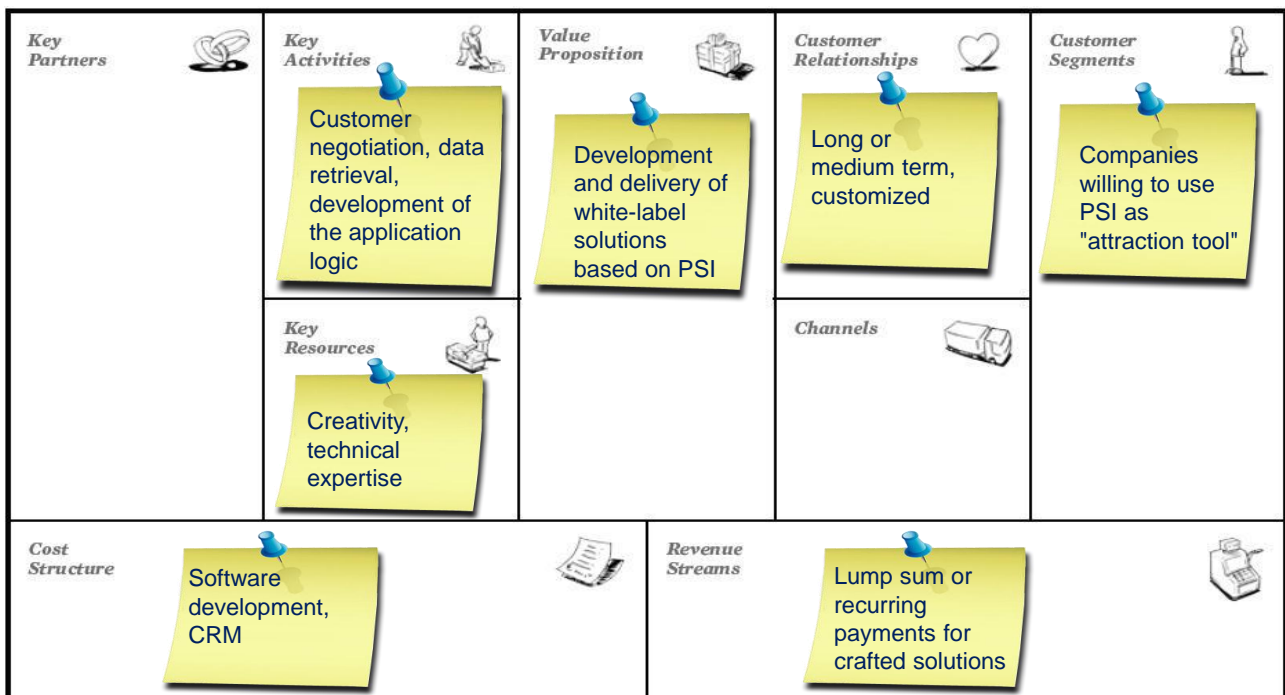 Key
Partners
Key
Activities
Customer
negotiation, data
retrieval,
development of
the application
logic
Key
Resources
Creativity,
technical
expertise
Value
Proposition
Development
and delivery of
white-label
solutions
based on PSI
Customer
Relationships
Long or
medium term,
customized
Channels
Customer
Segments
Companies
willing to use
PSI as
"attraction tool"
Cost
Structure
Software
development,
CRM
Revenue
Streams
Lump sum or
recurring
payments for
crafted solutions